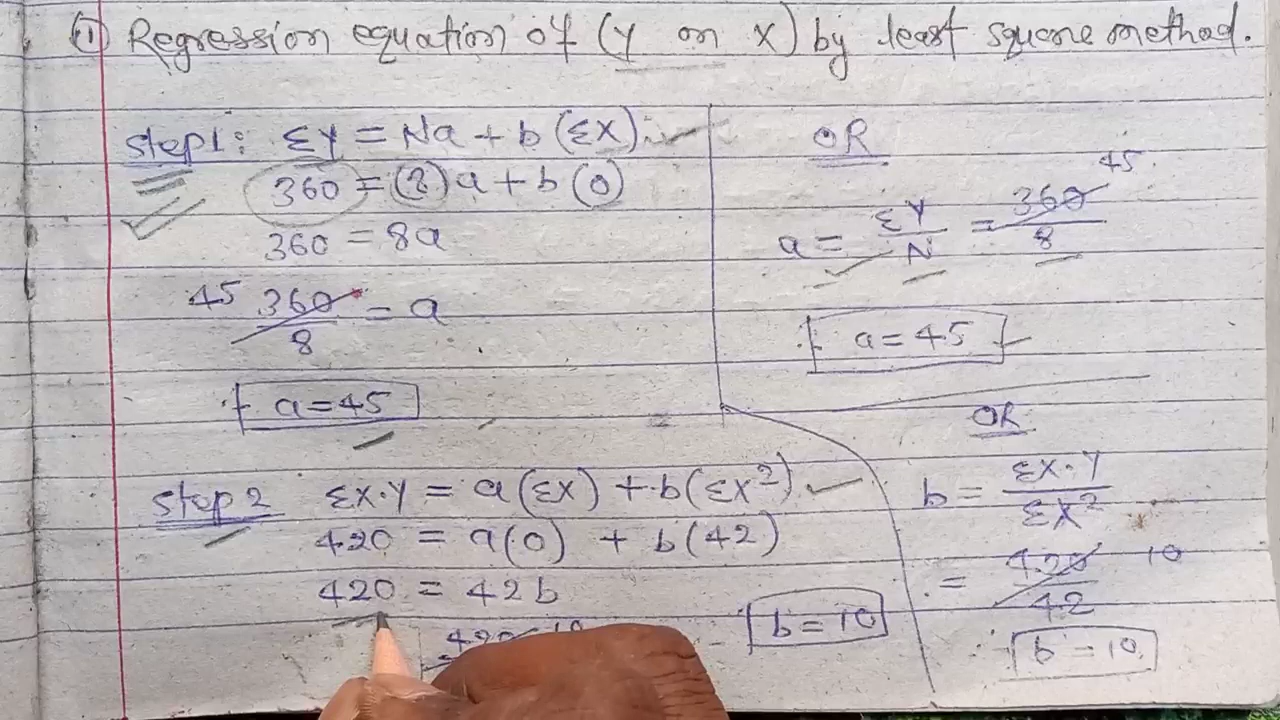 ① Regression equation of (Y on X) by least square method.
Step1: ΣY = Na + b(ΣX)
360 = (8)a + b(0)
360 = 8a
45 360/8 = a
∴ a=45
OR
a = ΣY/N = 360/8 45
∴ a=45
Step 2 ΣX·Y = a(ΣX) + b(ΣX²)
420 = a(0) + b(42)
420 = 42b
420 10
b=10
OR
b = ΣX·Y/ΣX²
= 420/42 10
∴ b=10